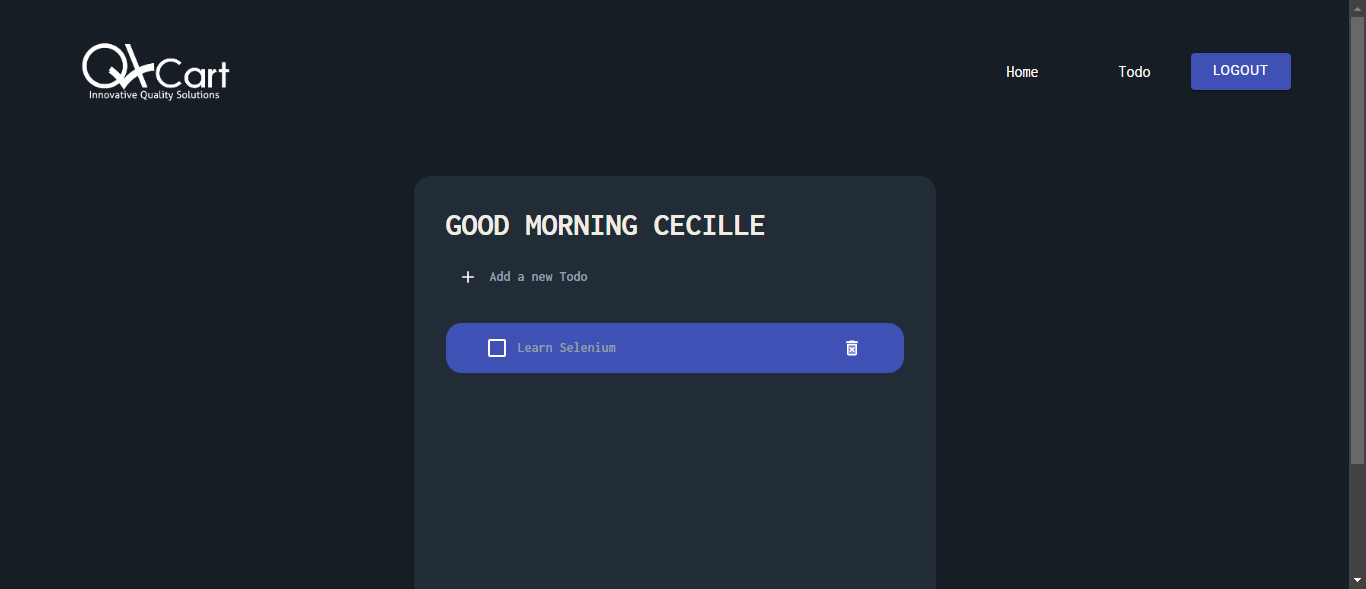 QACart
Innovative Quality Solutions
Home
Todo
LOGOUT
GOOD MORNING CECILLE
Add a new Todo
Learn Selenium